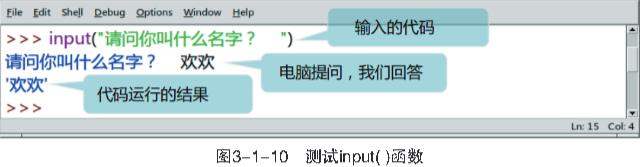 File Edit Shell Debug Options Window Help
>>> input("请问你叫什么名字？ ")
输入的代码
请问你叫什么名字？ 欢欢
电脑提问，我们回答
'欢欢'
代码运行的结果
>>>
Ln: 15 Col: 4
图3-1-10 测试input( )函数